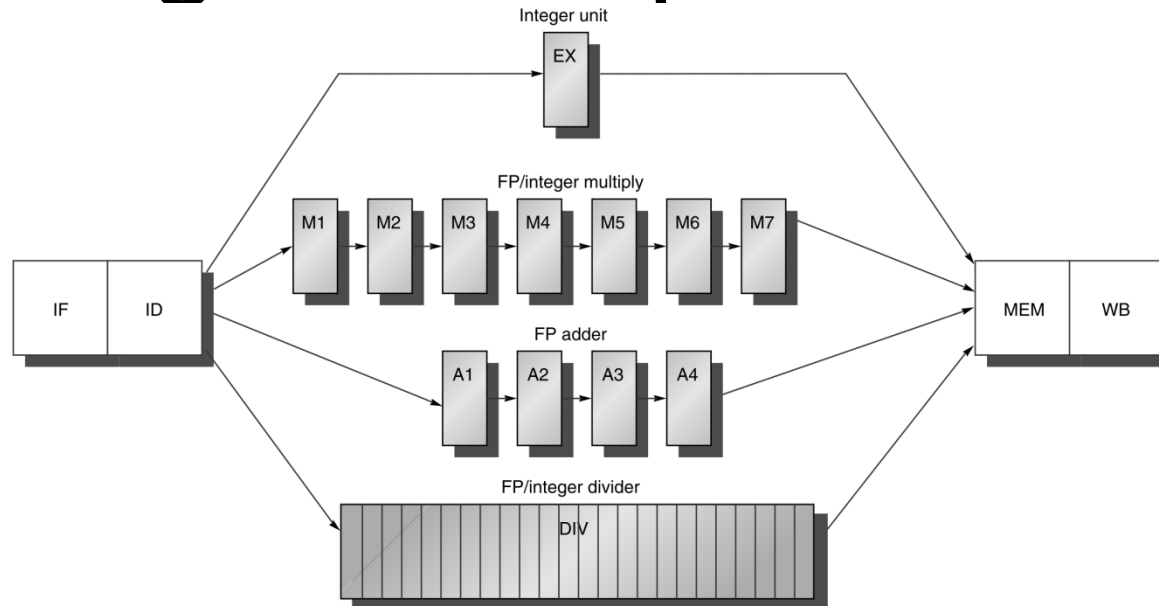 Integer unit
EX
FP/integer multiply
M1 M2 M3 M4 M5 M6 M7
IF ID
MEM WB
FP adder
A1 A2 A3 A4
FP/integer divider
DIV